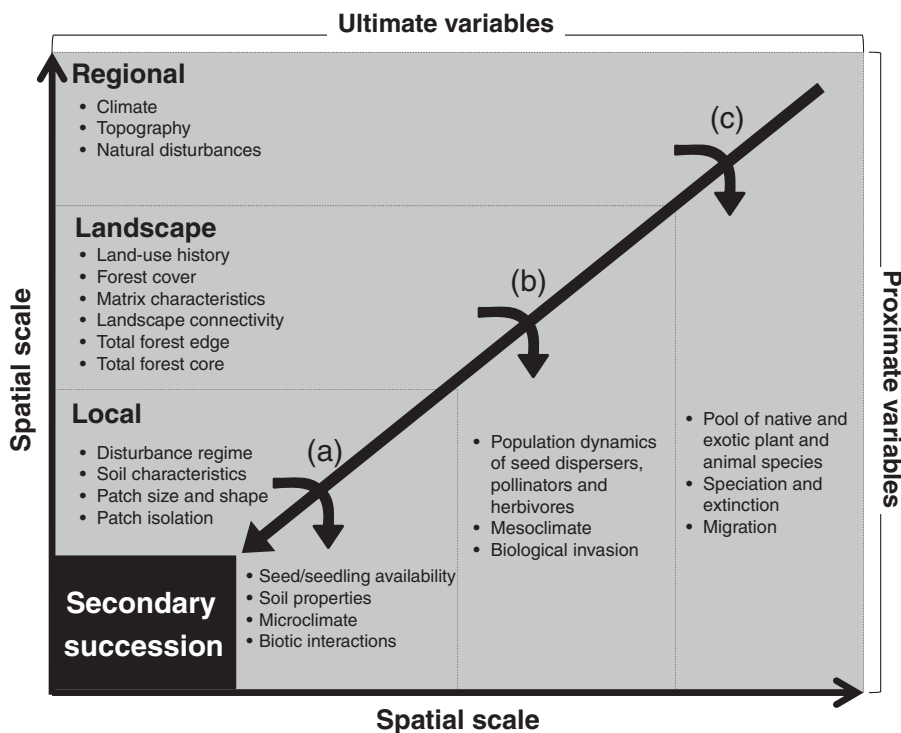 Ultimate variables
Regional
• Climate
• Topography
• Natural disturbances
(c)
Landscape
• Land-use history
• Forest cover
• Matrix characteristics
• Landscape connectivity
• Total forest edge
• Total forest core
(b)
Local
• Disturbance regime
• Soil characteristics
• Patch size and shape
• Patch isolation
(a)
• Population dynamics
of seed dispersers,
pollinators and
herbivores
• Mesoclimate
• Biological invasion
• Pool of native and
exotic plant and
animal species
• Speciation and
extinction
• Migration
Secondary
succession
• Seed/seedling availability
• Soil properties
• Microclimate
• Biotic interactions
Spatial scale
Spatial scale
Proximate variables